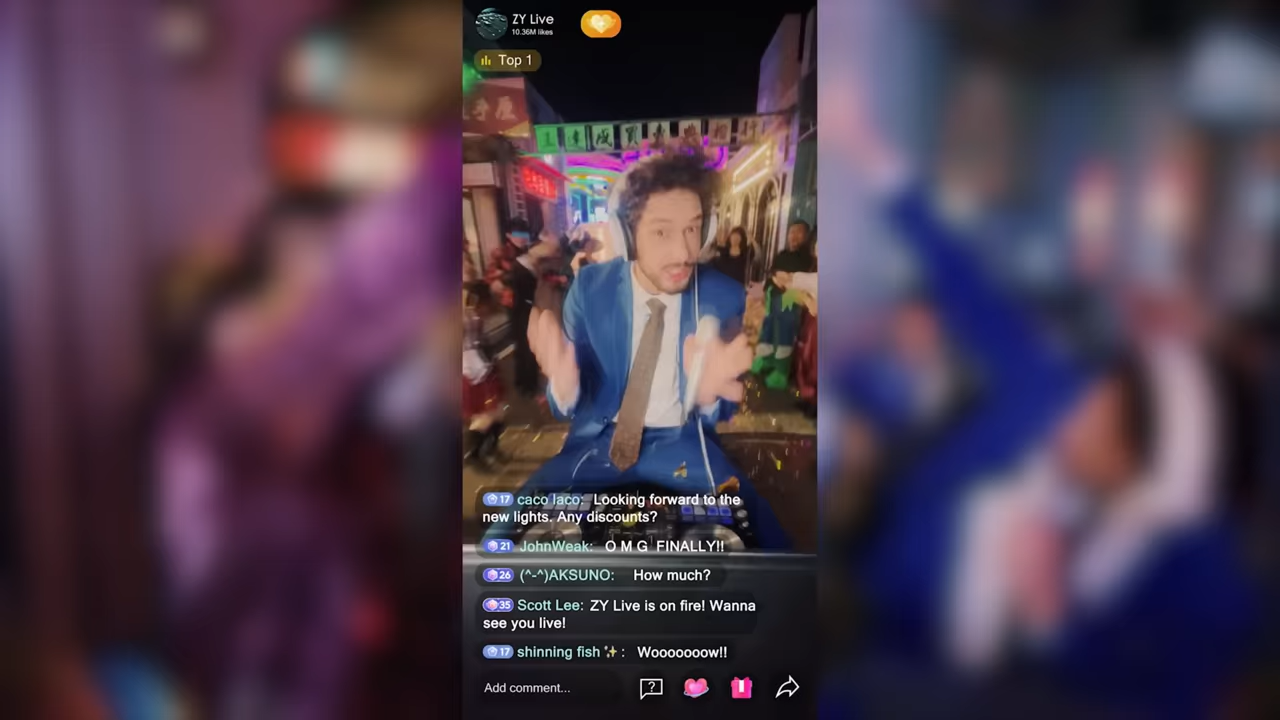 ZY Live
10.36M likes
Top 1
17 caco laco: Looking forward to the
new lights. Any discounts?
21 JohnWeak: O M G FINALLY!!
26 (^-^)AKSUNO: How much?
35 Scott Lee: ZY Live is on fire! Wanna
see you live!
17 shinning fish ✨: Wooooooow!!
Add comment...